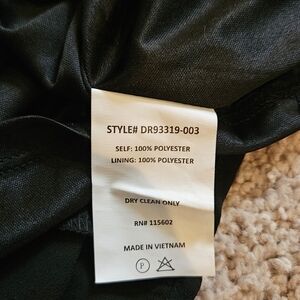 STYLE# DR93319-003
SELF: 100% POLYESTER
LINING: 100% POLYESTER
DRY CLEAN ONLY
RN# 115602
MADE IN VIETNAM
P